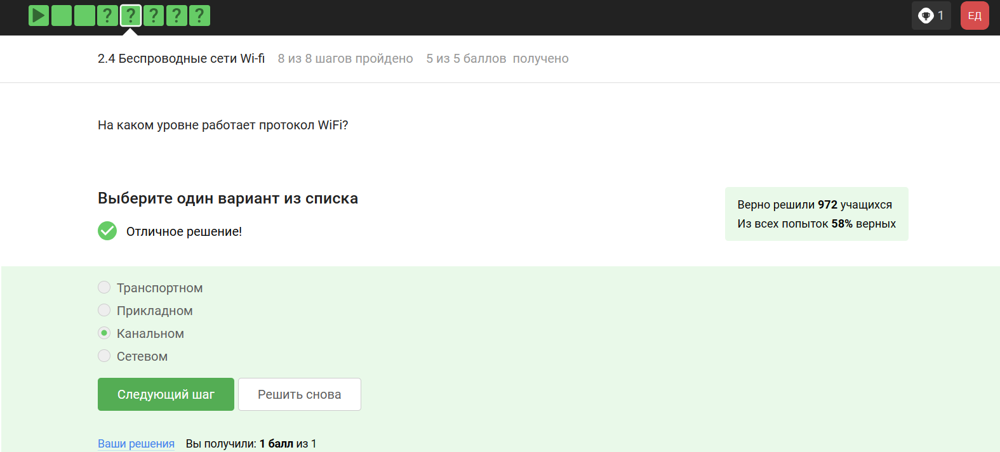 ? ? ? ? ?
1
ЕД
2.4 Беспроводные сети Wi-fi 8 из 8 шагов пройдено 5 из 5 баллов получено
На каком уровне работает протокол WiFi?
Выберите один вариант из списка
Верно решили 972 учащихся
Из всех попыток 58% верных
Отличное решение!
Транспортном
Прикладном
Канальном
Сетевом
Следующий шаг Решить снова
Ваши решения Вы получили: 1 балл из 1